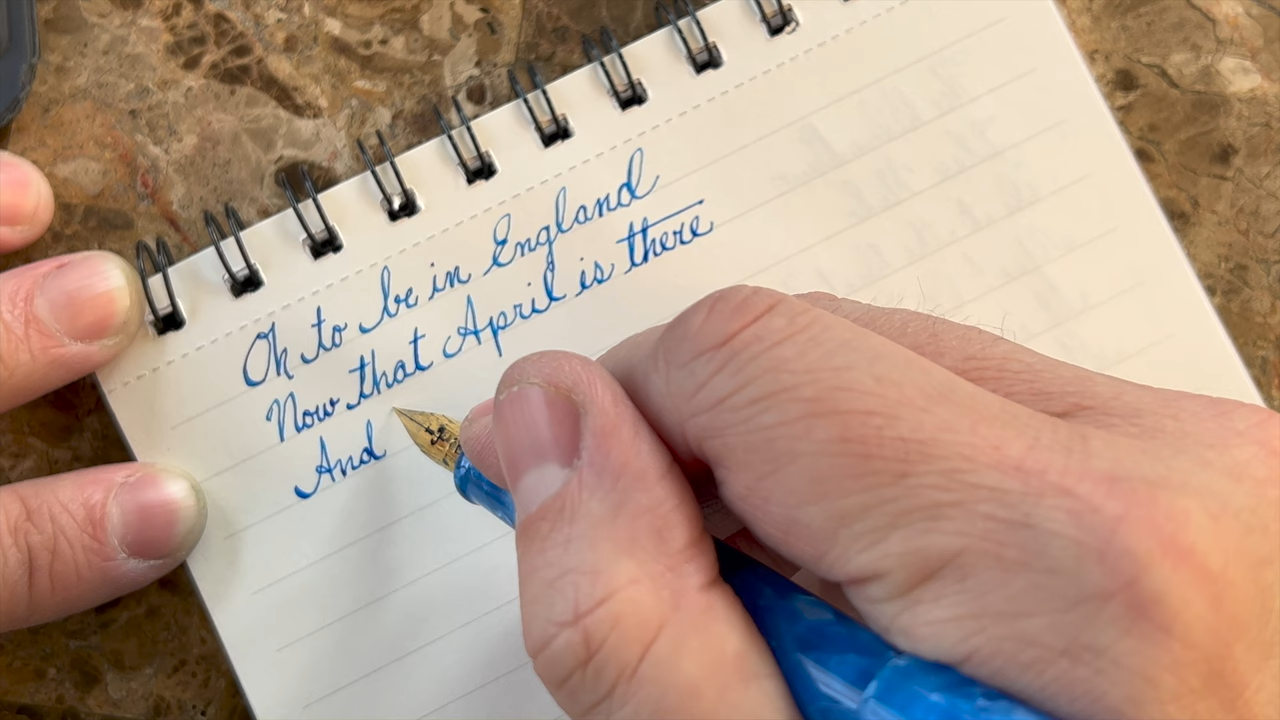 Oh to be in England
Now that April is there
And